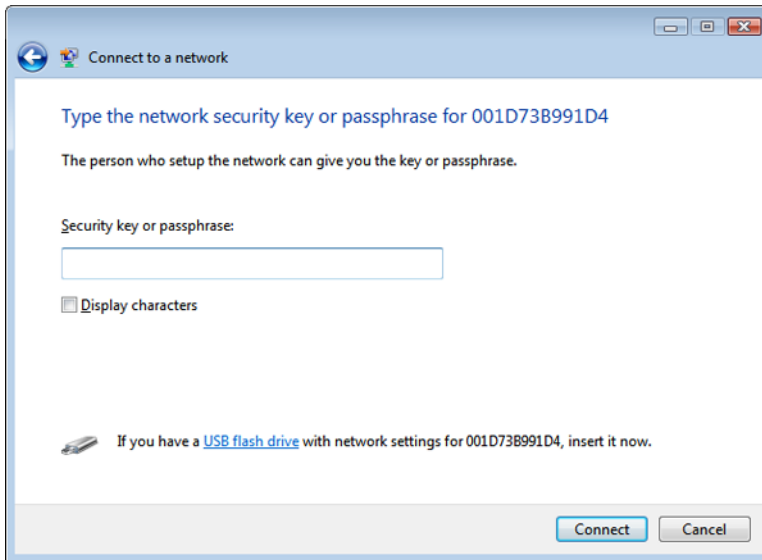 Connect to a network
Type the network security key or passphrase for 001D73B991D4
The person who setup the network can give you the key or passphrase.
Security key or passphrase:
Display characters
If you have a USB flash drive with network settings for 001D73B991D4, insert it now.
Connect
Cancel